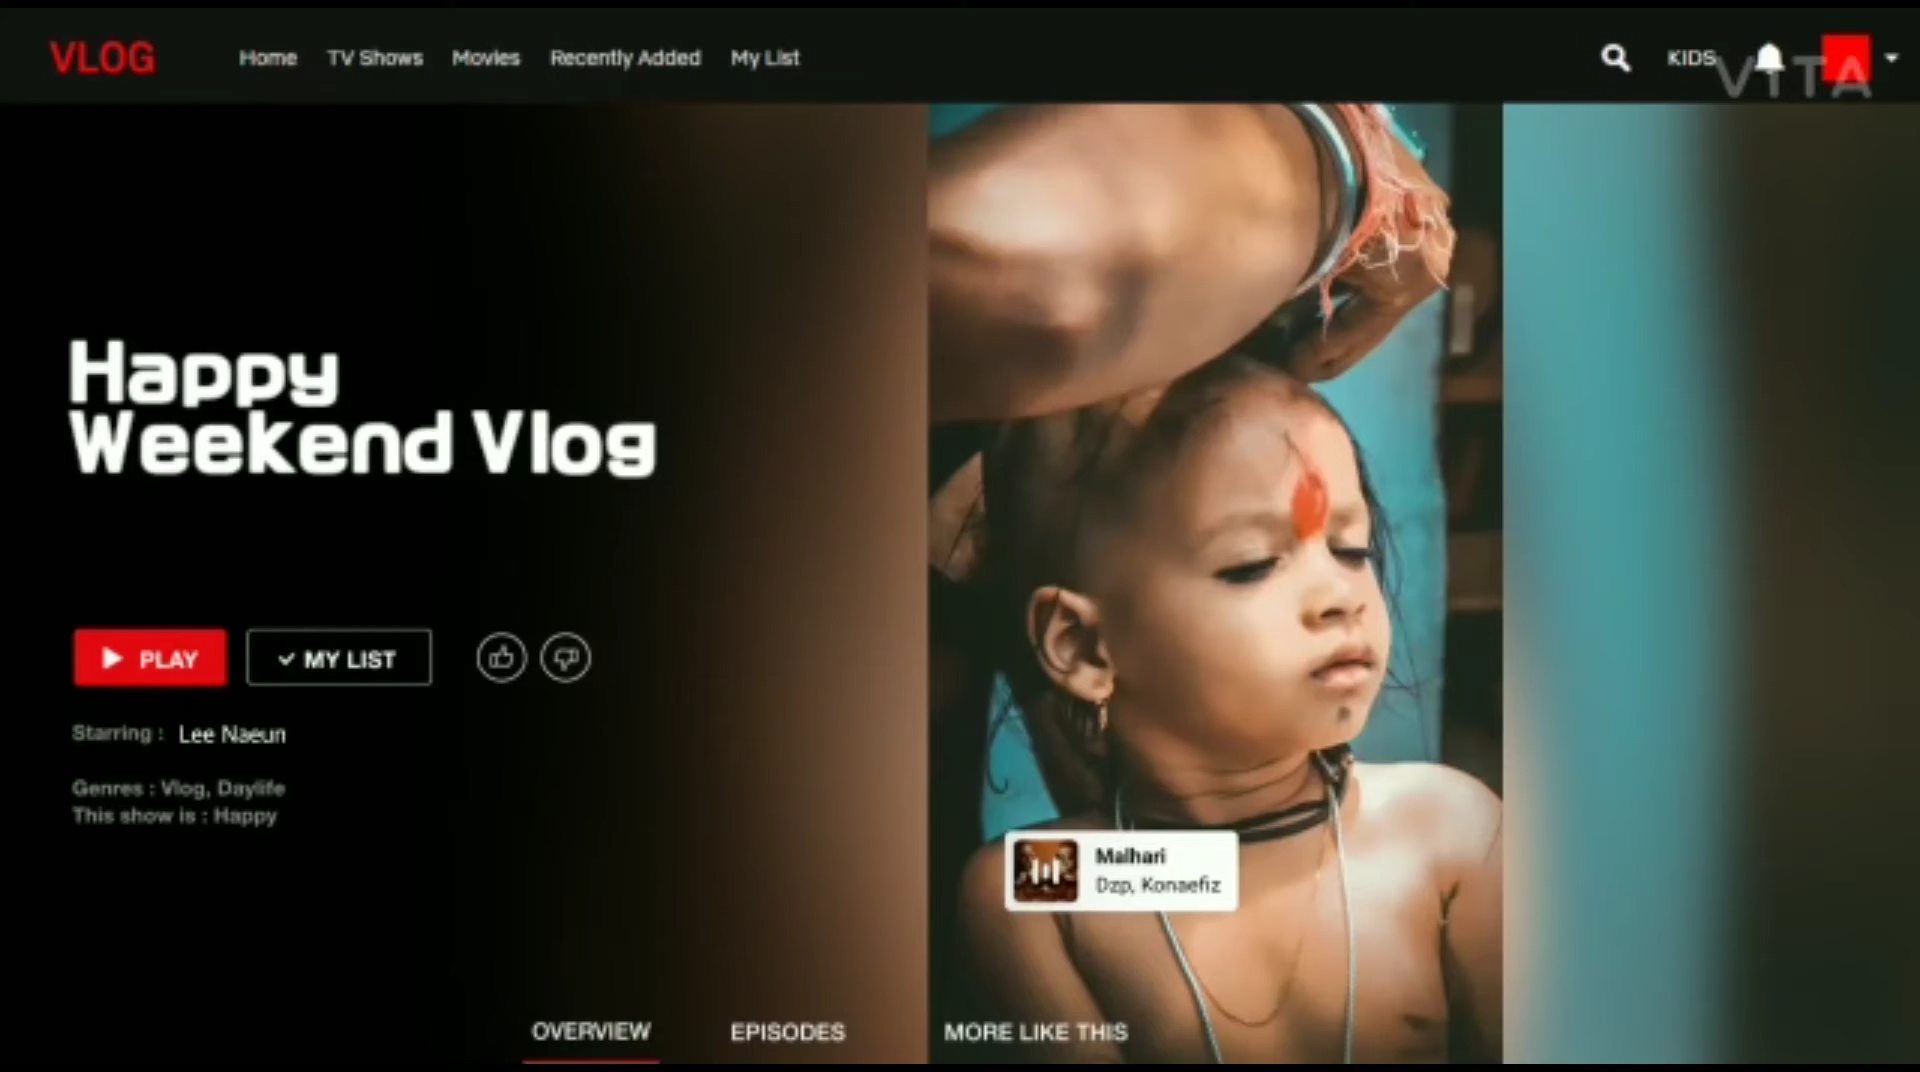 VLOG
Home TV Shows Movies Recently Added My List
KIDS
VITA
Happy
Weekend Vlog
PLAY
MY LIST
Starring : Lee Naeun
Genres : Vlog, Daylife
This show is : Happy
Malhari
Dzp, Konaefiz
OVERVIEW EPISODES MORE LIKE THIS